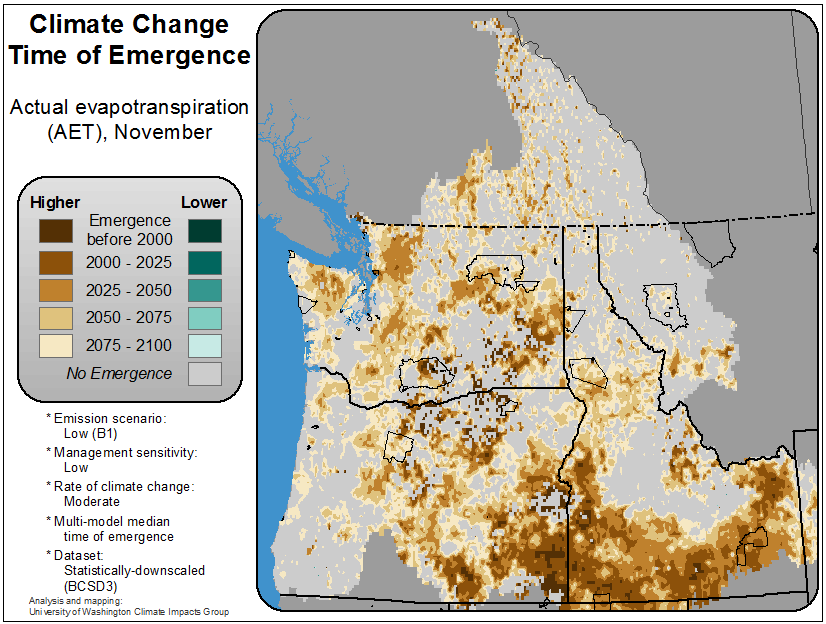 Climate Change
Time of Emergence
Actual evapotranspiration
(AET), November
Higher Lower
Emergence
before 2000
2000 - 2025
2025 - 2050
2050 - 2075
2075 - 2100
No Emergence
* Emission scenario:
Low (B1)
* Management sensitivity:
Low
* Rate of climate change:
Moderate
* Multi-model median
time of emergence
* Dataset:
Statistically-downscaled
(BCSD3)
Analysis and mapping:
University of Washington Climate Impacts Group